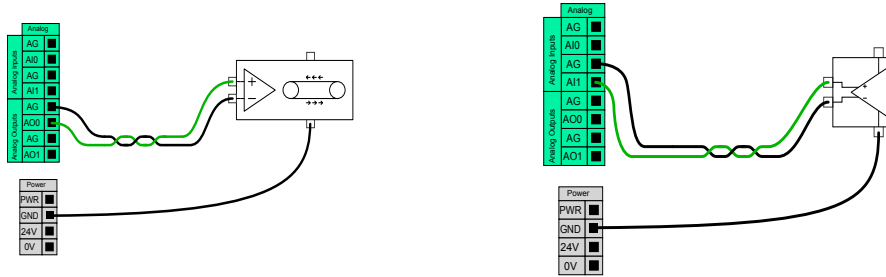 Analog
Analog Inputs
AG
AI0
AG
AI1
Analog Outputs
AG
AO0
AG
AO1
+
−
Power
PWR
GND
24V
0V
Analog
Analog Inputs
AG
AI0
AG
AI1
Analog Outputs
AG
AO0
AG
AO1
+
−
Power
PWR
GND
24V
0V